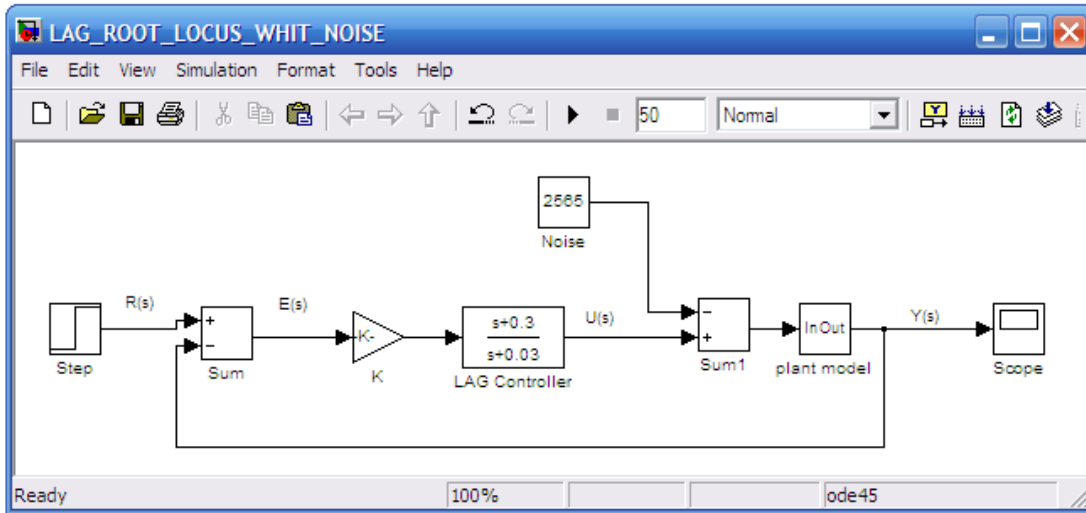 LAG_ROOT_LOCUS_WHIT_NOISE
File Edit View Simulation Format Tools Help
50 Normal
2565
Noise
R(s) E(s) U(s) Y(s)
+
−
K-
s+0.3
s+0.03
−
+
In Out
Step Sum K LAG Controller Sum1 plant model Scope
Ready 100% ode45